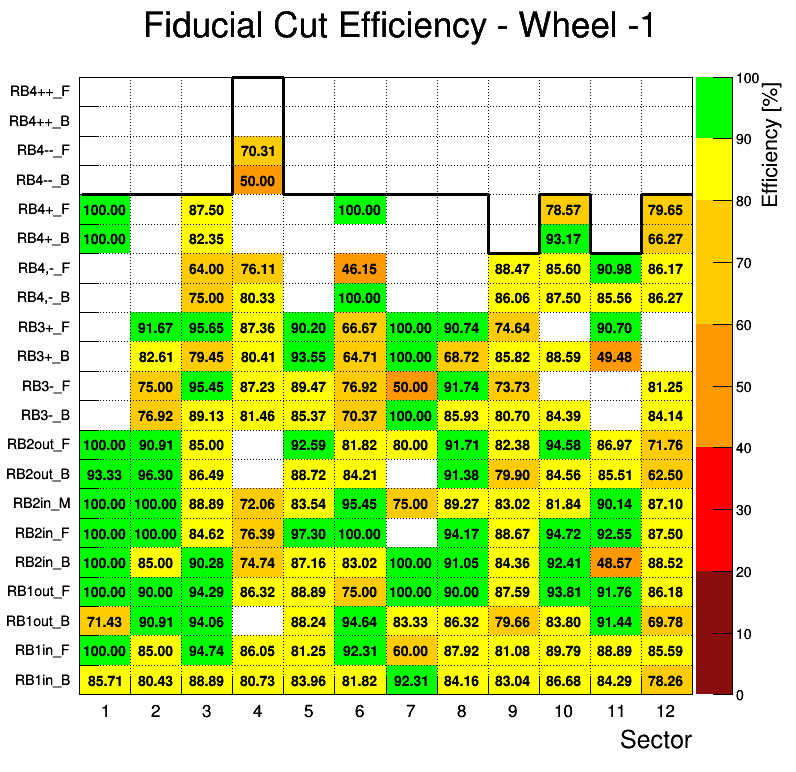 Fiducial Cut Efficiency - Wheel -1
RB4++_F
RB4++_B
RB4--_F 70.31
RB4--_B 50.00
RB4+_F 100.00 87.50 100.00 78.57 79.65
RB4+_B 100.00 82.35 93.17 66.27
RB4,-_F 64.00 76.11 46.15 88.47 85.60 90.98 86.17
RB4,-_B 75.00 80.33 100.00 86.06 87.50 85.56 86.27
RB3+_F 91.67 95.65 87.36 90.20 66.67 100.00 90.74 74.64 90.70
RB3+_B 82.61 79.45 80.41 93.55 64.71 100.00 68.72 85.82 88.59 49.48
RB3-_F 75.00 95.45 87.23 89.47 76.92 50.00 91.74 73.73 81.25
RB3-_B 76.92 89.13 81.46 85.37 70.37 100.00 85.93 80.70 84.39 84.14
RB2out_F 100.00 90.91 85.00 92.59 81.82 80.00 91.71 82.38 94.58 86.97 71.76
RB2out_B 93.33 96.30 86.49 88.72 84.21 91.38 79.90 84.56 85.51 62.50
RB2in_M 100.00 100.00 88.89 72.06 83.54 95.45 75.00 89.27 83.02 81.84 90.14 87.10
RB2in_F 100.00 100.00 84.62 76.39 97.30 100.00 94.17 88.67 94.72 92.55 87.50
RB2in_B 100.00 85.00 90.28 74.74 87.16 83.02 100.00 91.05 84.36 92.41 48.57 88.52
RB1out_F 100.00 90.00 94.29 86.32 88.89 75.00 100.00 90.00 87.59 93.81 91.76 86.18
RB1out_B 71.43 90.91 94.06 88.24 94.64 83.33 86.32 79.66 83.80 91.44 69.78
RB1in_F 100.00 85.00 94.74 86.05 81.25 92.31 60.00 87.92 81.08 89.79 88.89 85.59
RB1in_B 85.71 80.43 88.89 80.73 83.96 81.82 92.31 84.16 83.04 86.68 84.29 78.26
1 2 3 4 5 6 7 8 9 10 11 12
Sector
100
90
80
70
60
50
40
30
20
10
0
Efficiency [%]